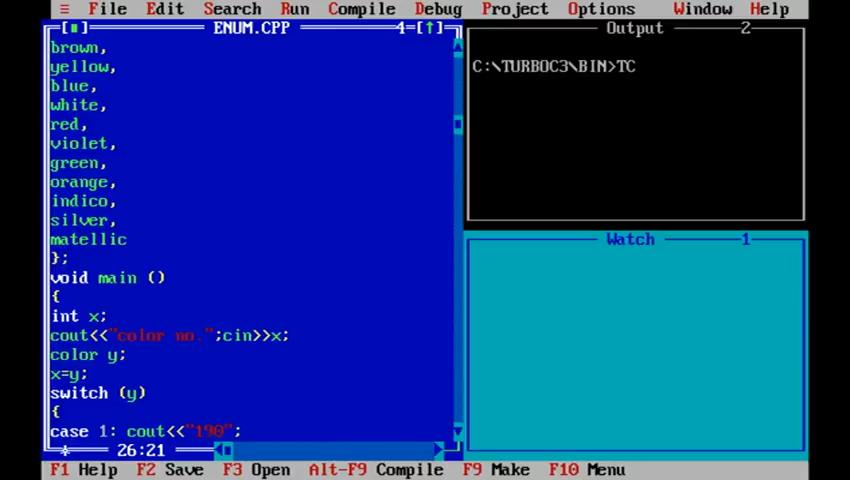 File Edit Search Run Compile Debug Project Options Window Help
ENUM.CPP 4=[↑]
Output 2
brown,
yellow,
blue,
white,
red,
violet,
green,
orange,
indico,
silver,
matellic
};
void main ()
{
int x;
cout<<"color no.";cin>>x;
color y;
x=y;
switch (y)
{
case 1: cout<<"190";
26:21
C:\TURBOC3\BIN>TC
Watch 1
F1 Help F2 Save F3 Open Alt-F9 Compile F9 Make F10 Menu